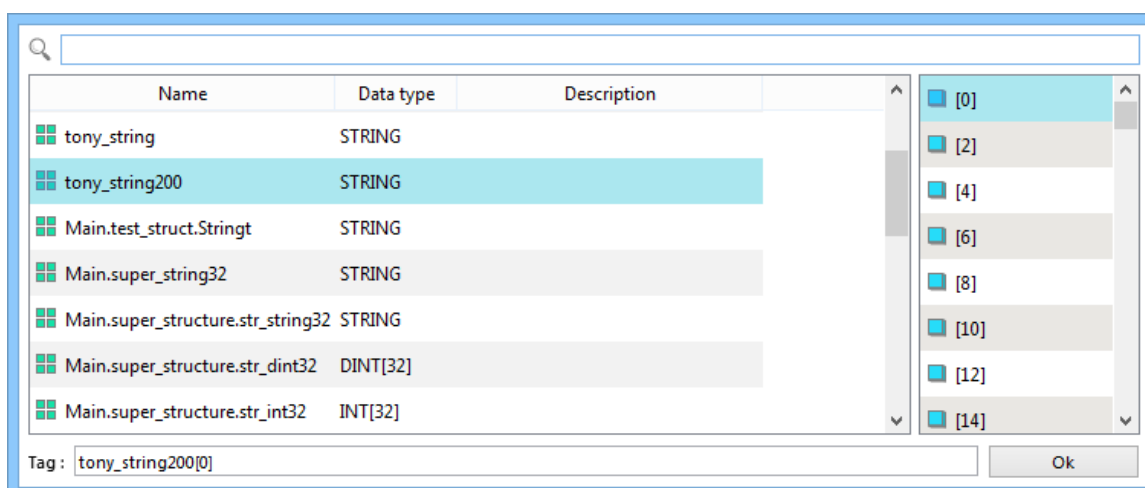 Name Data type Description
tony_string STRING
tony_string200 STRING
Main.test_struct.Stringt STRING
Main.super_string32 STRING
Main.super_structure.str_string32 STRING
Main.super_structure.str_dint32 DINT[32]
Main.super_structure.str_int32 INT[32]
[0]
[2]
[4]
[6]
[8]
[10]
[12]
[14]
Tag : tony_string200[0] Ok